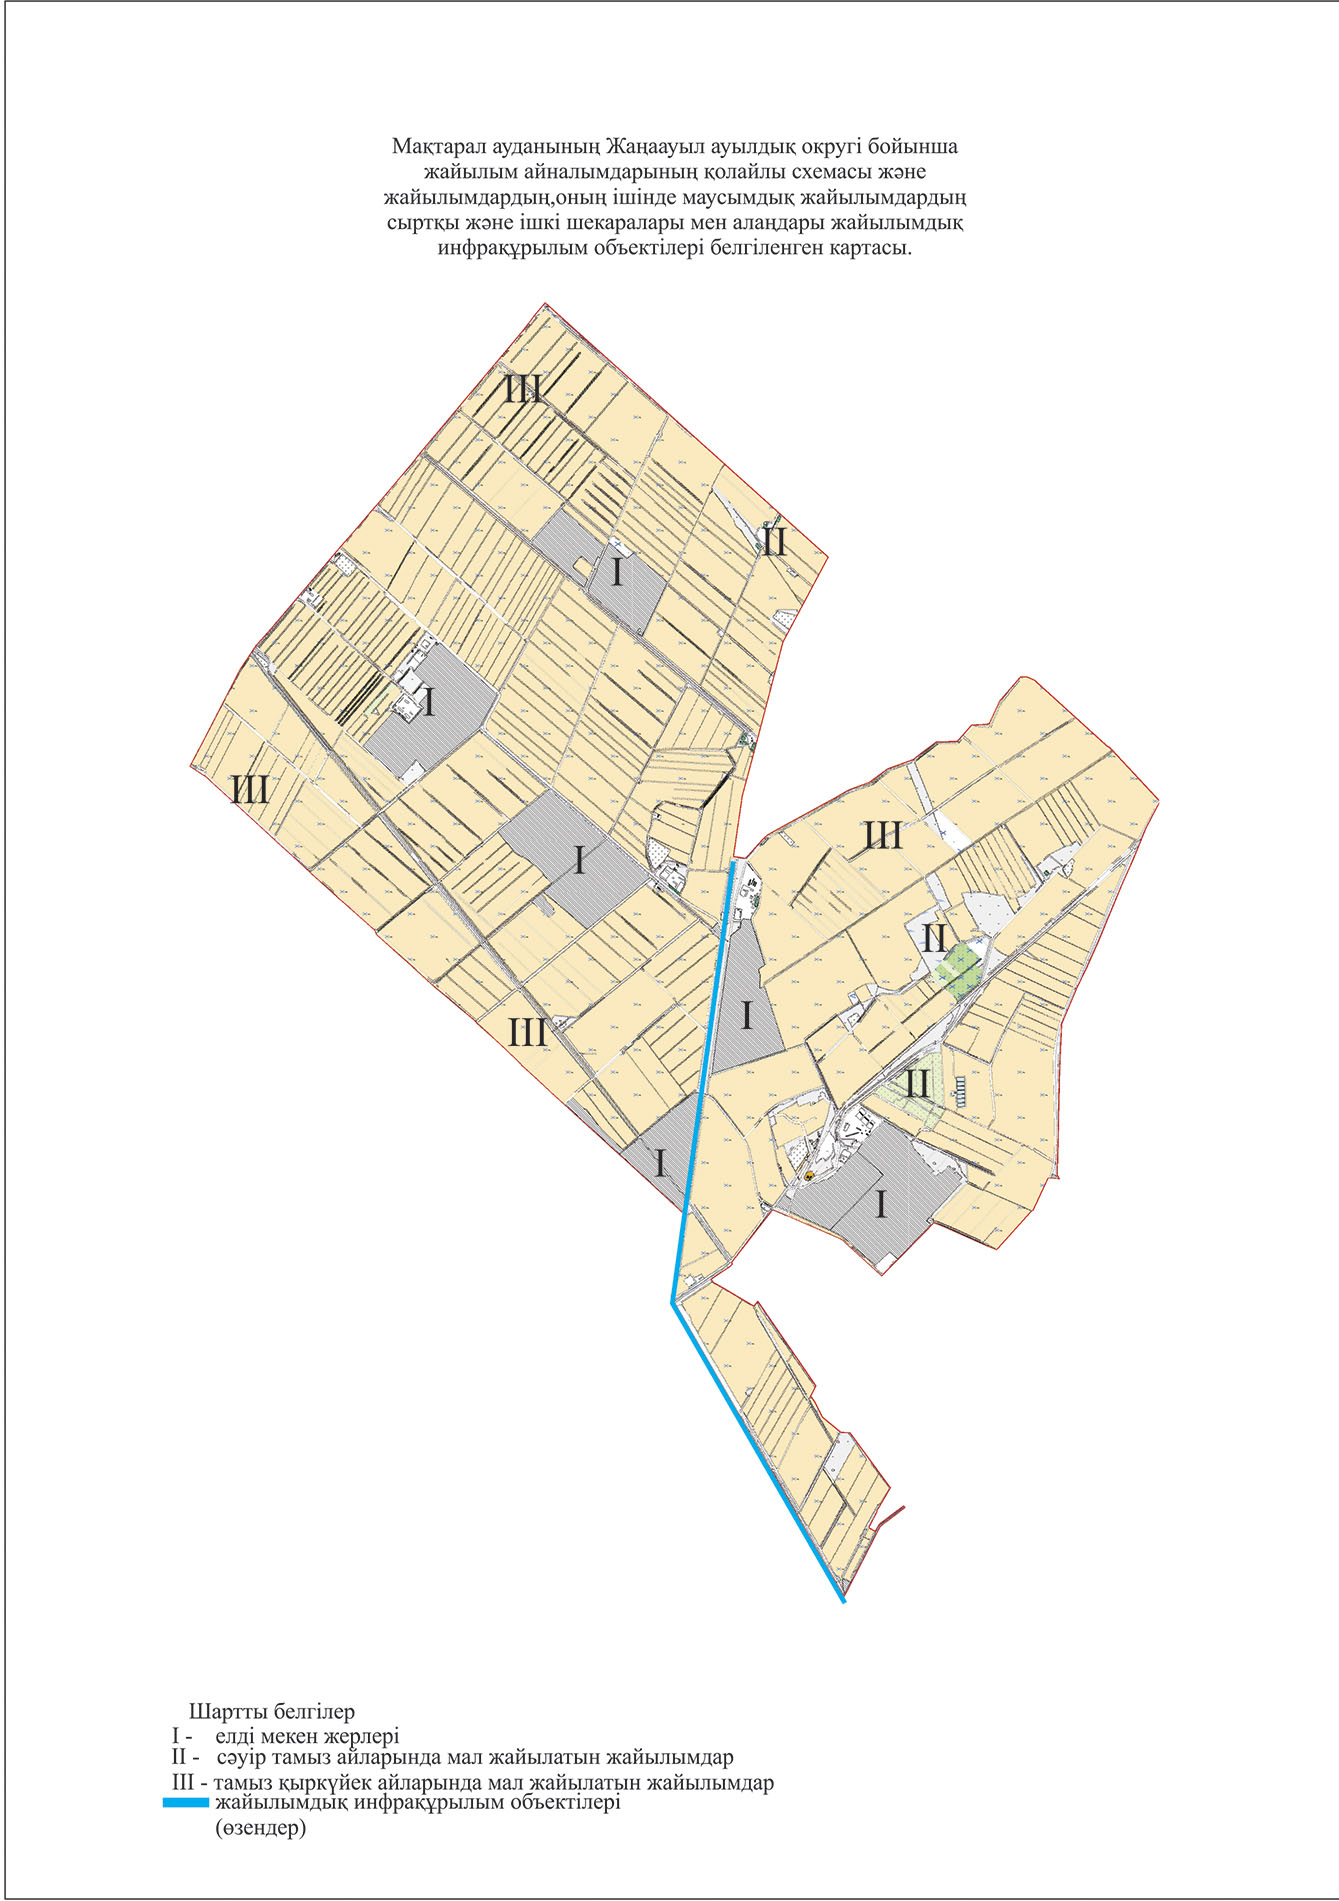 Мақтарал ауданының Жаңаауыл ауылдық округі бойынша
жайылым айналымдарының қолайлы схемасы және
жайылымдардың,оның ішінде маусымдық жайылымдардың
сыртқы және ішкі шекаралары мен алаңдары жайылымдық
инфрақұрылым объектілері белгіленген картасы.
III
II
I
I
III
III
I
II
I
III
II
I
I
Шартты белгілер
I - елді мекен жерлері
II - сәуір тамыз айларында мал жайылатын жайылымдар
III - тамыз қыркүйек айларында мал жайылатын жайылымдар
жайылымдық инфрақұрылым объектілері
(өзендер)